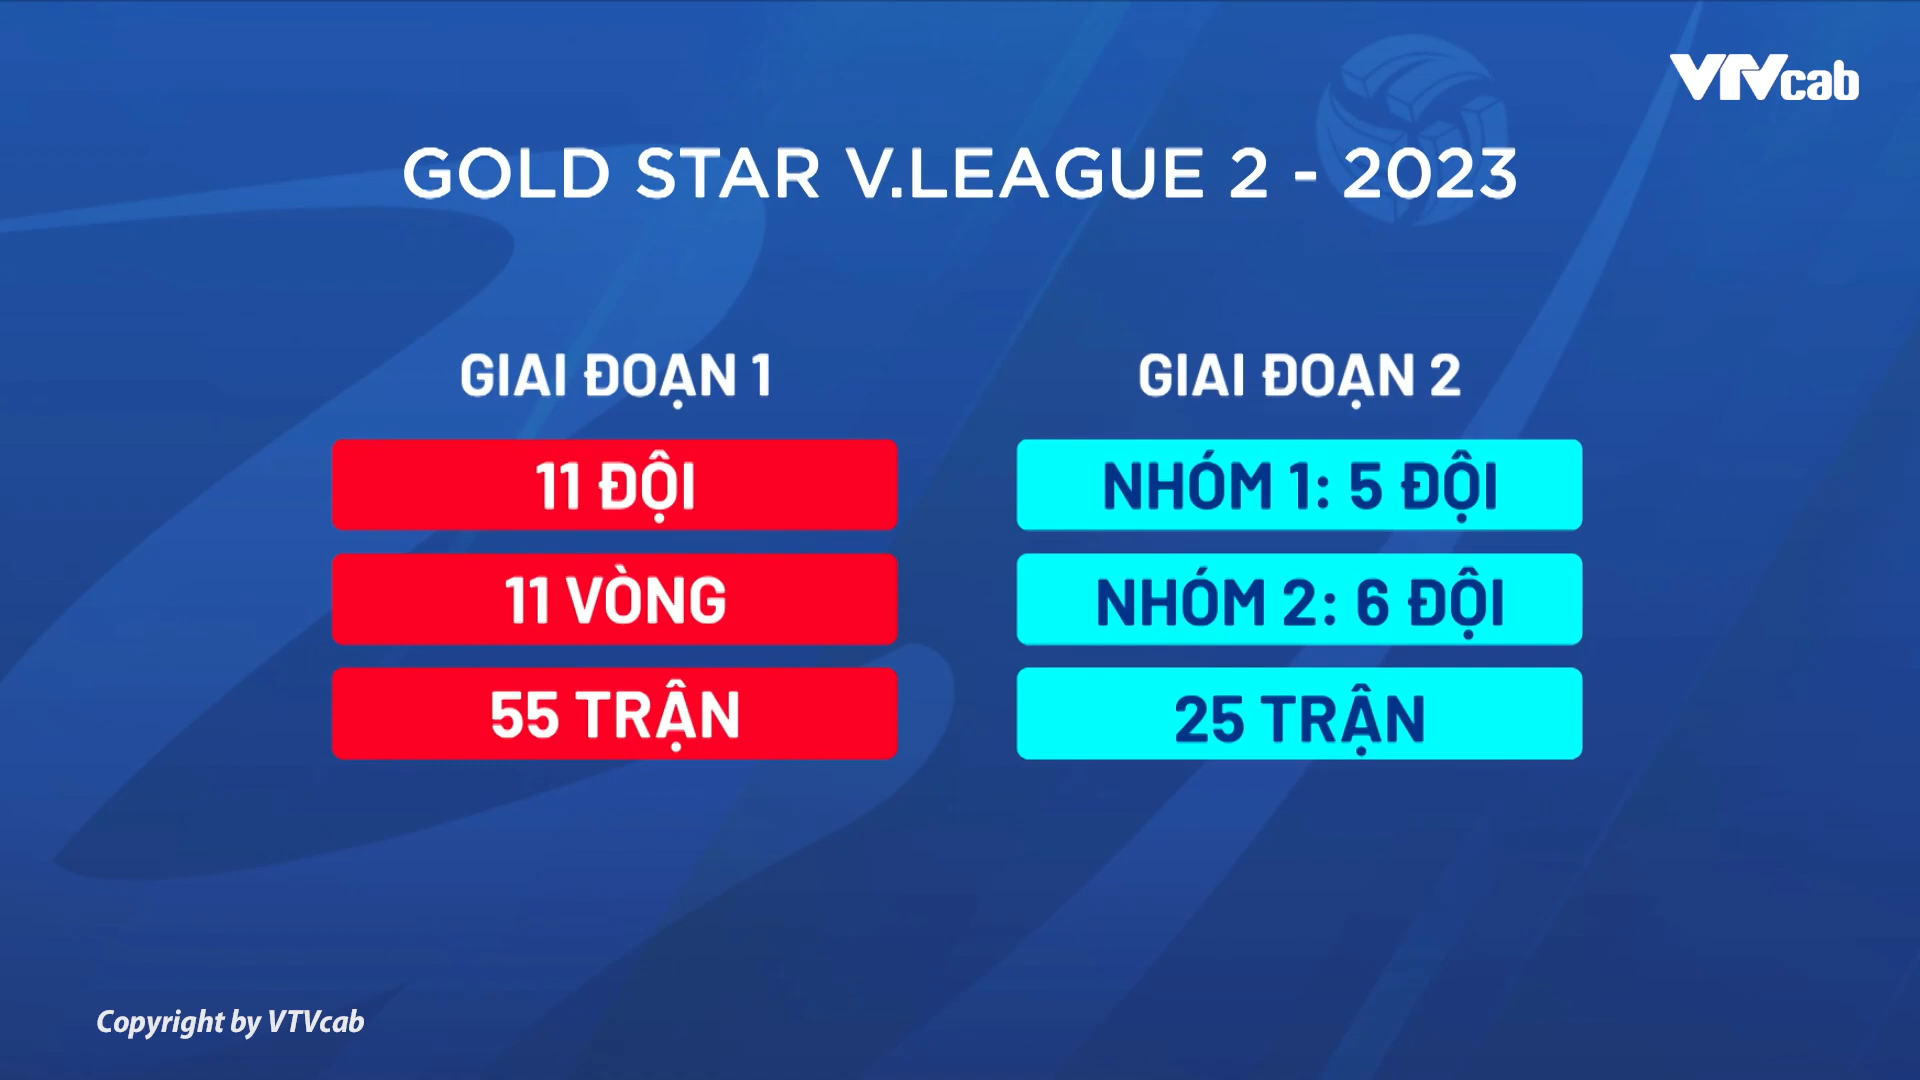 VTVcab
GOLD STAR V.LEAGUE 2 - 2023
GIAI ĐOẠN 1
11 ĐỘI
11 VÒNG
55 TRẬN
GIAI ĐOẠN 2
NHÓM 1: 5 ĐỘI
NHÓM 2: 6 ĐỘI
25 TRẬN
Copyright by VTVcab